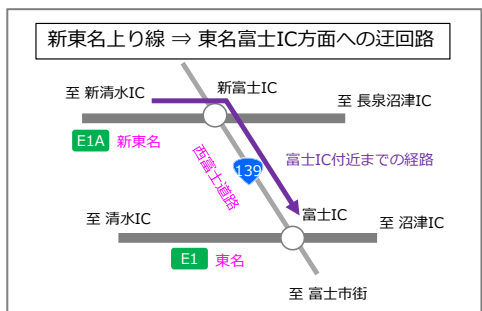 新東名上り線 ⇒ 東名富士IC方面への迂回路
至 新清水IC
新富士IC
至 長泉沼津IC
E1A 新東名
西富士道路
139
富士IC付近までの経路
至 清水IC
富士IC
至 沼津IC
E1 東名
至 富士市街